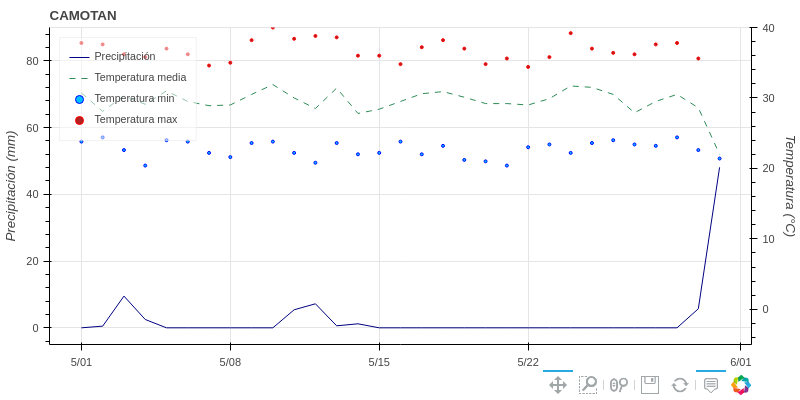 CAMOTAN
Precipitación
Temperatura media
Temperatura min
Temperatura max
80
60
40
20
0
Precipitación (mm)
40
30
20
10
0
Temperatura (°C)
5/01
5/08
5/15
5/22
6/01